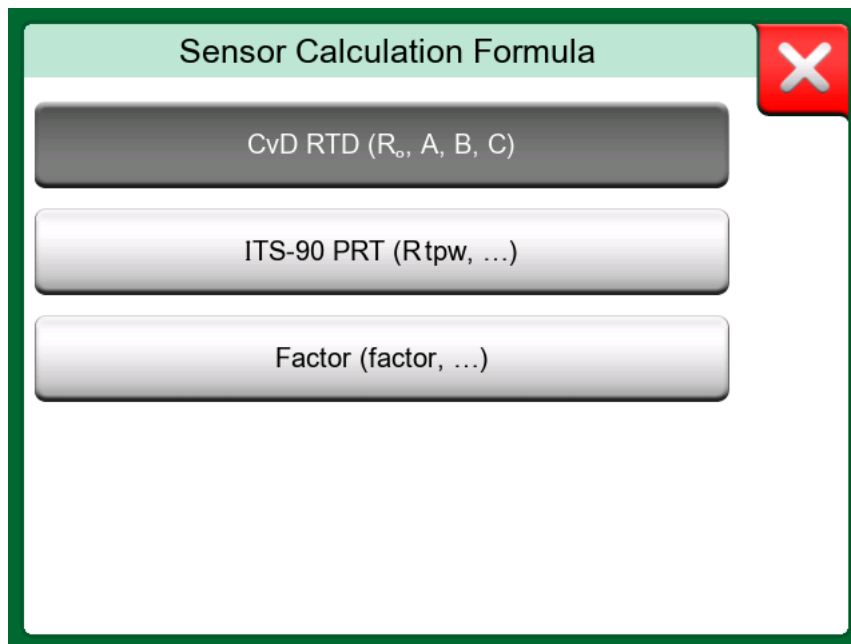 Sensor Calculation Formula
CvD RTD (Rₒ, A, B, C)
ITS-90 PRT (Rtpw, …)
Factor (factor, …)